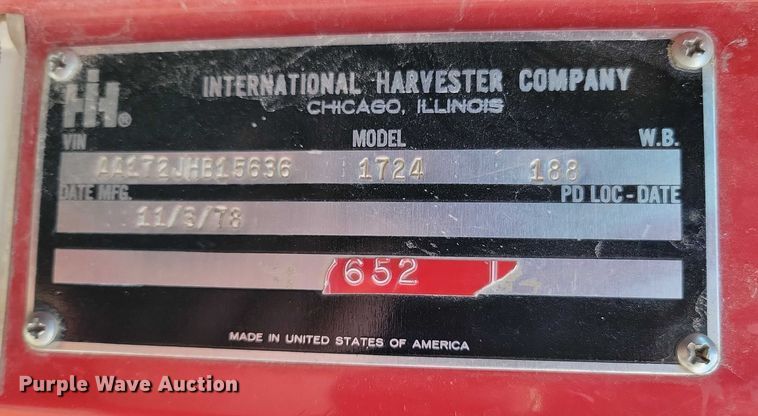 IH®
INTERNATIONAL HARVESTER COMPANY
CHICAGO, ILLINOIS
VIN MODEL W.B.
AA172JHB15636 1724 188
DATE MFG. PD LOC-DATE
11/3/78
652
MADE IN UNITED STATES OF AMERICA
Purple Wave Auction